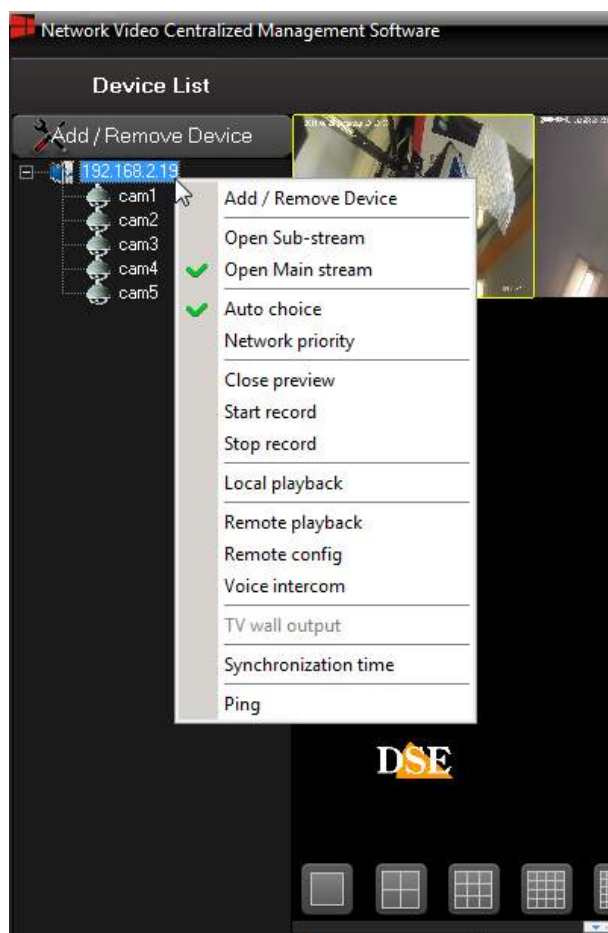 Network Video Centralized Management Software
Device List
Add / Remove Device
192.168.2.19
cam1
cam2
cam3
cam4
cam5
Add / Remove Device
Open Sub-stream
Open Main stream
Auto choice
Network priority
Close preview
Start record
Stop record
Local playback
Remote playback
Remote config
Voice intercom
TV wall output
Synchronization time
Ping
DSE